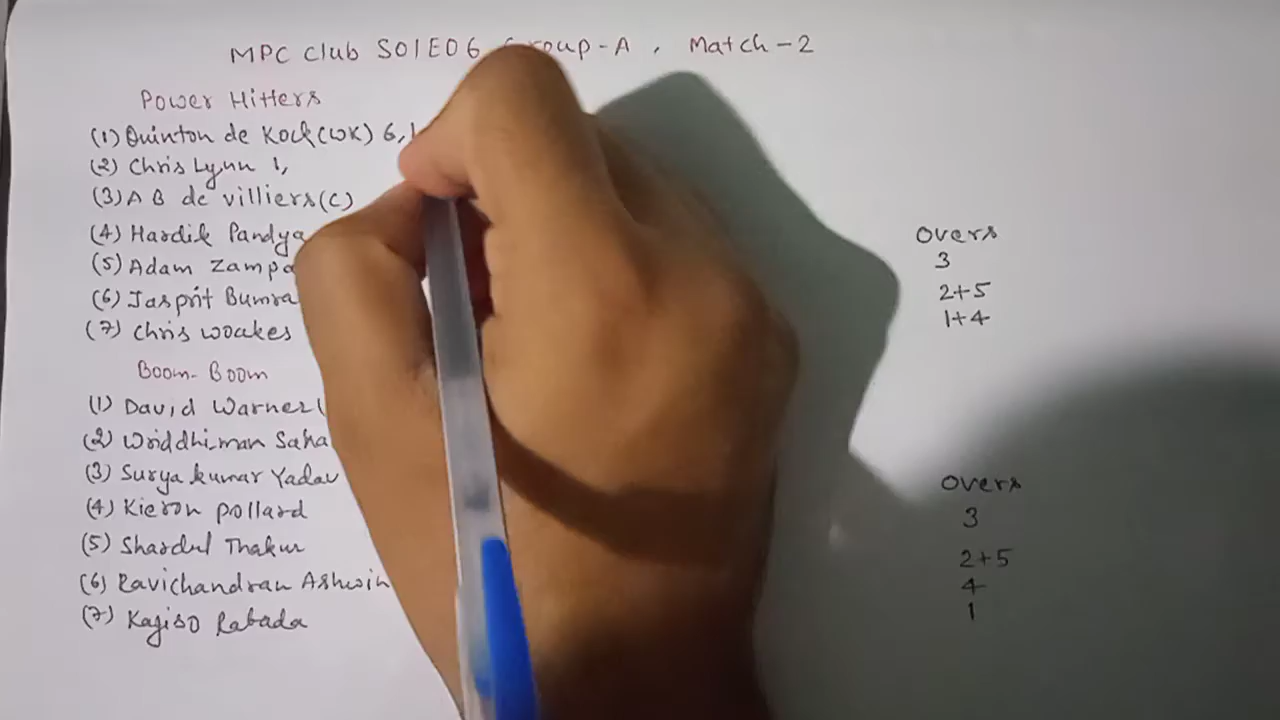 MPC Club S01E06 Group-A, Match-2
Power Hitters
(1) Quinton de Kock(WK) 6,1
(2) Chris Lynn 1,
(3) A B de villiers(C)
(4) Hardik Pandya
(5) Adam Zampa
(6) Jasprit Bumra
(7) Chris woakes
Overs
3
2+5
1+4
Boom-Boom
(1) David Warner(
(2) Wriddhiman Saha
(3) Surya kumar Yadav
(4) Kieron pollard
(5) Shardul Thakur
(6) Ravichandran Ashwin
(7) Kagiso Rabada
Overs
3
2+5
4
1